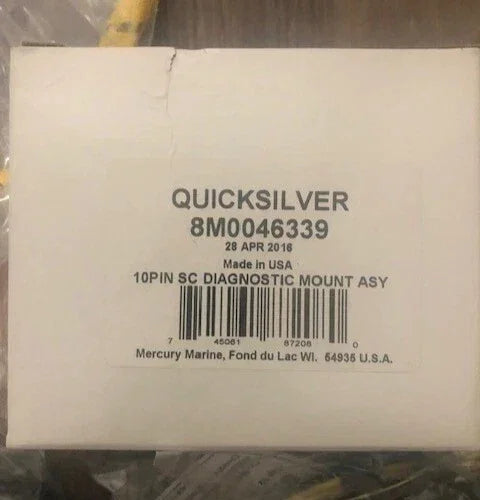 QUICKSILVER
8M0046339
28 APR 2016
Made in USA
10PIN SC DIAGNOSTIC MOUNT ASY
7 45061 87208 0
Mercury Marine, Fond du Lac WI. 54935 U.S.A.